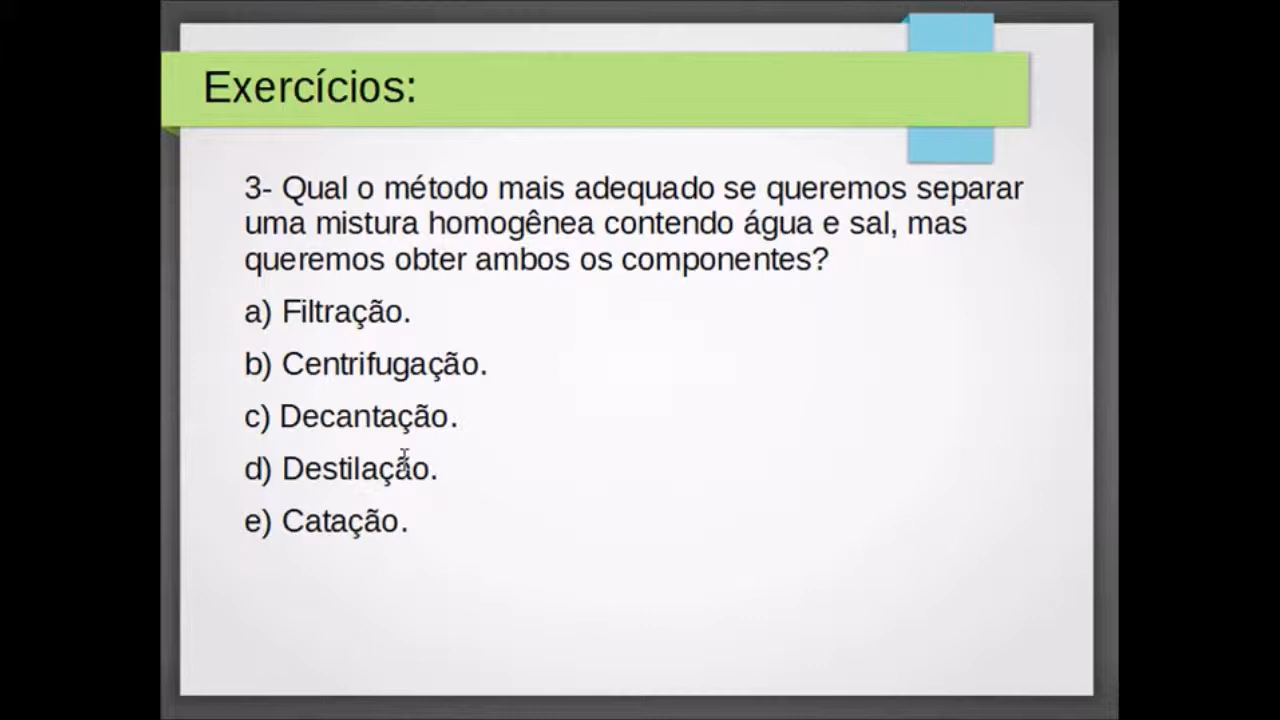 Exercícios:
3- Qual o método mais adequado se queremos separar
uma mistura homogênea contendo água e sal, mas
queremos obter ambos os componentes?
a) Filtração.
b) Centrifugação.
c) Decantação.
d) Destilação.
e) Catação.